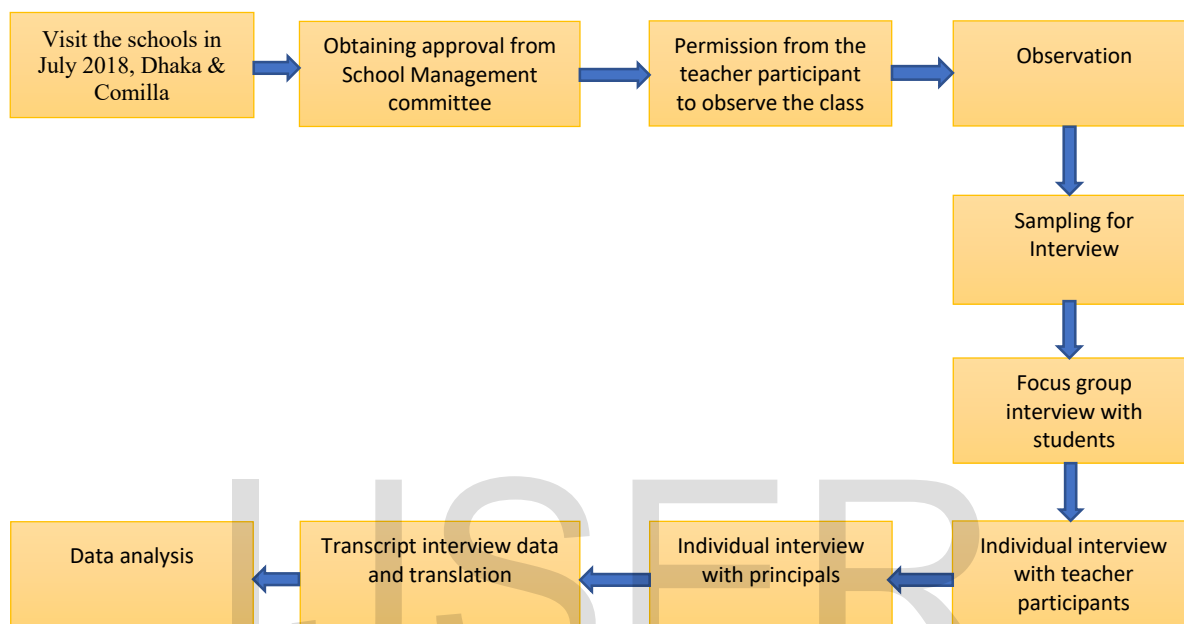 Visit the schools in
July 2018, Dhaka &
Comilla
Obtaining approval from
School Management
committee
Permission from the
teacher participant
to observe the class
Observation
Sampling for
Interview
Focus group
interview with
students
Individual interview
with teacher
participants
Individual interview
with principals
Transcript interview data
and translation
Data analysis
IJSER